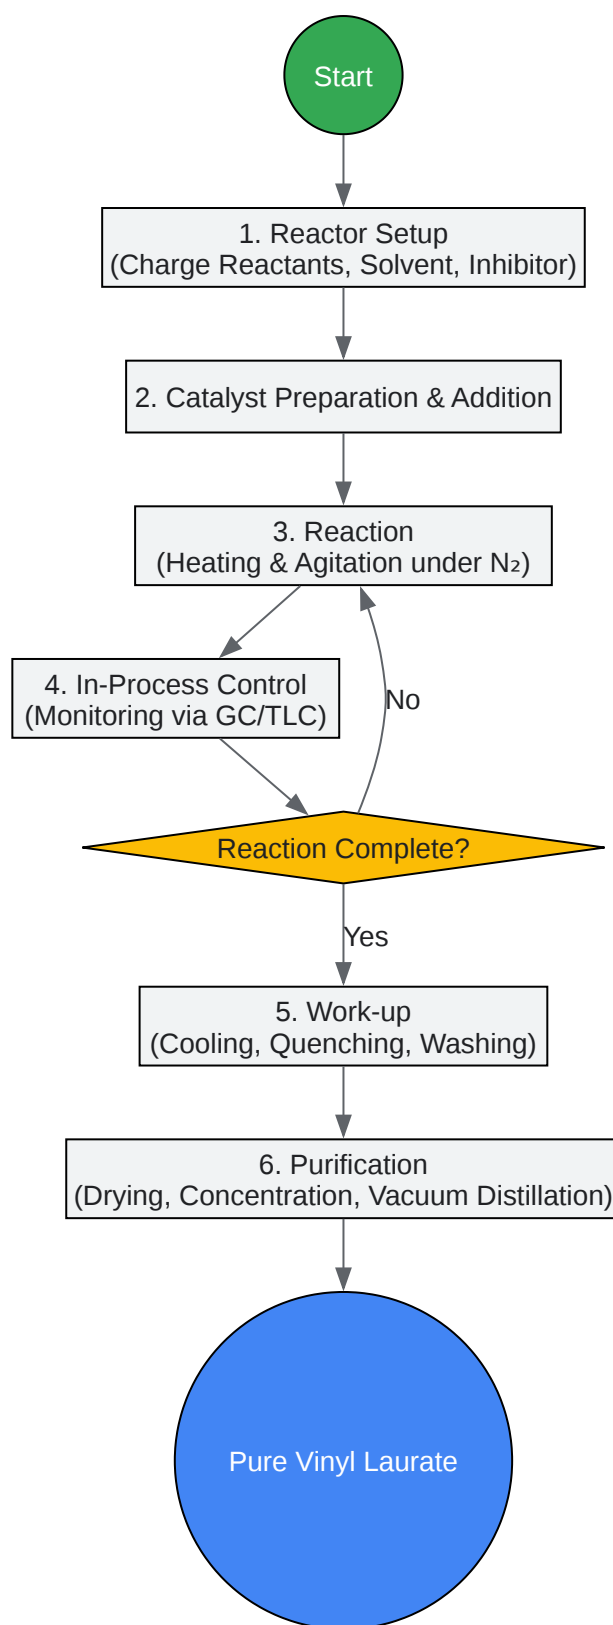 Start
1. Reactor Setup
(Charge Reactants, Solvent, Inhibitor)
2. Catalyst Preparation & Addition
3. Reaction
(Heating & Agitation under N₂)
4. In-Process Control
(Monitoring via GC/TLC)
No
Reaction Complete?
Yes
5. Work-up
(Cooling, Quenching, Washing)
6. Purification
(Drying, Concentration, Vacuum Distillation)
Pure Vinyl Laurate